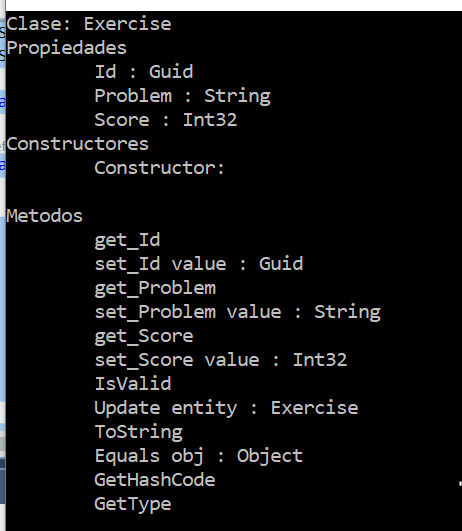 Clase: Exercise
Propiedades
Id : Guid
Problem : String
Score : Int32
Constructores
Constructor:
Metodos
get_Id
set_Id value : Guid
get_Problem
set_Problem value : String
get_Score
set_Score value : Int32
IsValid
Update entity : Exercise
ToString
Equals obj : Object
GetHashCode
GetType